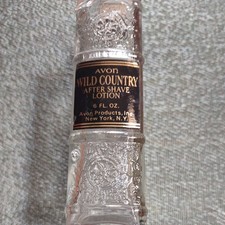 AVON
WILD COUNTRY
AFTER SHAVE
LOTION
6 FL. OZ.
Avon Products, Inc.
New York, N.Y.